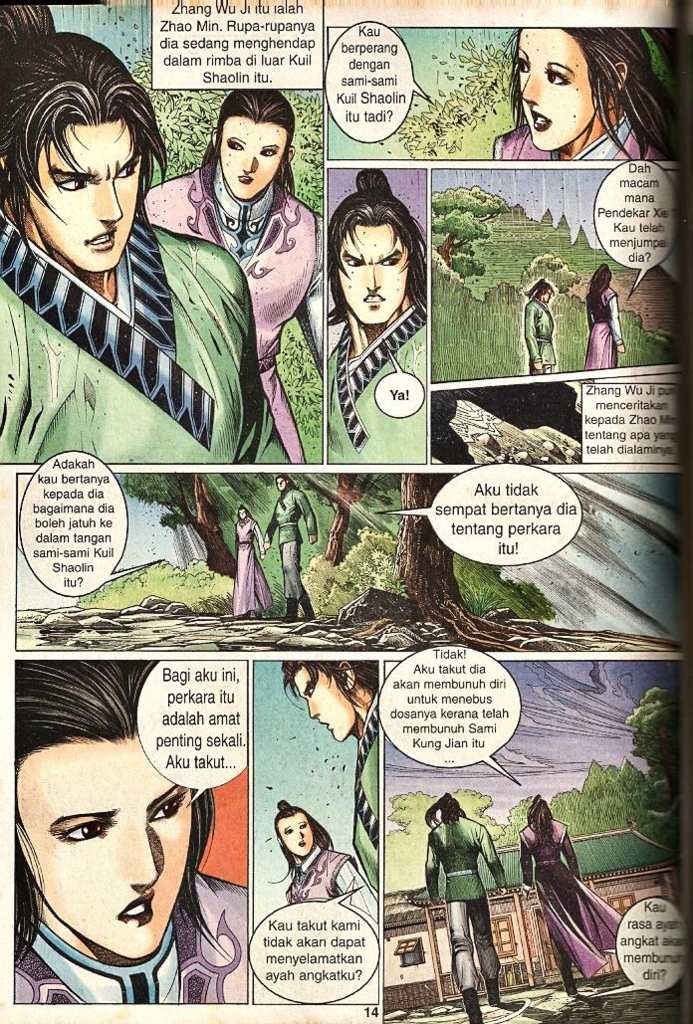 Zhang Wu Ji itu ialah
Zhao Min. Rupa-rupanya
dia sedang menghendap
dalam rimba di luar Kuil
Shaolin itu.
Kau
berperang
dengan
sami-sami
Kuil Shaolin
itu tadi?
Ya!
Dah
macam
mana
Pendekar Xie?
Kau telah
menjumpai
dia?
Zhang Wu Ji pun
menceritakan
kepada Zhao Min
tentang apa yang
telah dialaminya.
Adakah
kau bertanya
kepada dia
bagaimana dia
boleh jatuh ke
dalam tangan
sami-sami Kuil
Shaolin
itu?
Aku tidak
sempat bertanya dia
tentang perkara
itu!
Bagi aku ini,
perkara itu
adalah amat
penting sekali.
Aku takut...
Kau takut kami
tidak akan dapat
menyelamatkan
ayah angkatku?
Tidak!
Aku takut dia
akan membunuh diri
untuk menebus
dosanya kerana telah
membunuh Sami
Kung Jian itu
...
Kau
rasa ayah
angkat akan
membunuh
diri?
14